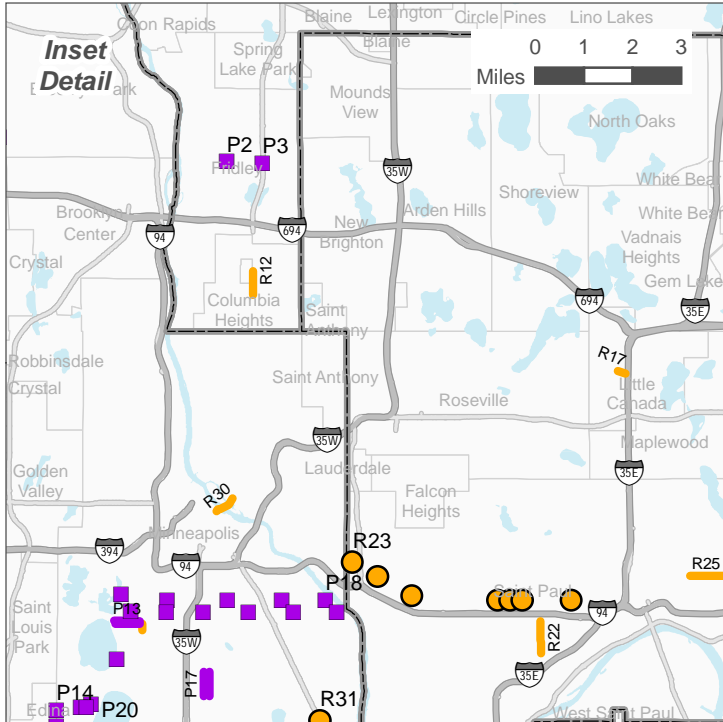 Coon Rapids
Blaine
Lexington
Circle Pines
Lino Lakes
Inset
Detail
Spring
Lake Park
Blaine
0 1 2 3
Miles
Mounds
View
North Oaks
P2
P3
Fridley
35W
Shoreview
White Bear
Brooklyn
Center
94
694
New
Brighton
Arden Hills
White Bear
Vadnais
Heights
Crystal
R12
Gem Lake
Columbia
Heights
Saint
Anthony
694
35E
Robbinsdale
Crystal
Saint Anthony
R17
Little
Canada
Roseville
35W
Maplewood
Golden
Valley
Lauderdale
35E
R30
Falcon
Heights
Minneapolis
394
94
R23
R25
P18
Saint Paul
Saint
Louis
Park
P13
94
35W
R22
P17
35E
P14
Edina
P20
R31
West Saint Paul